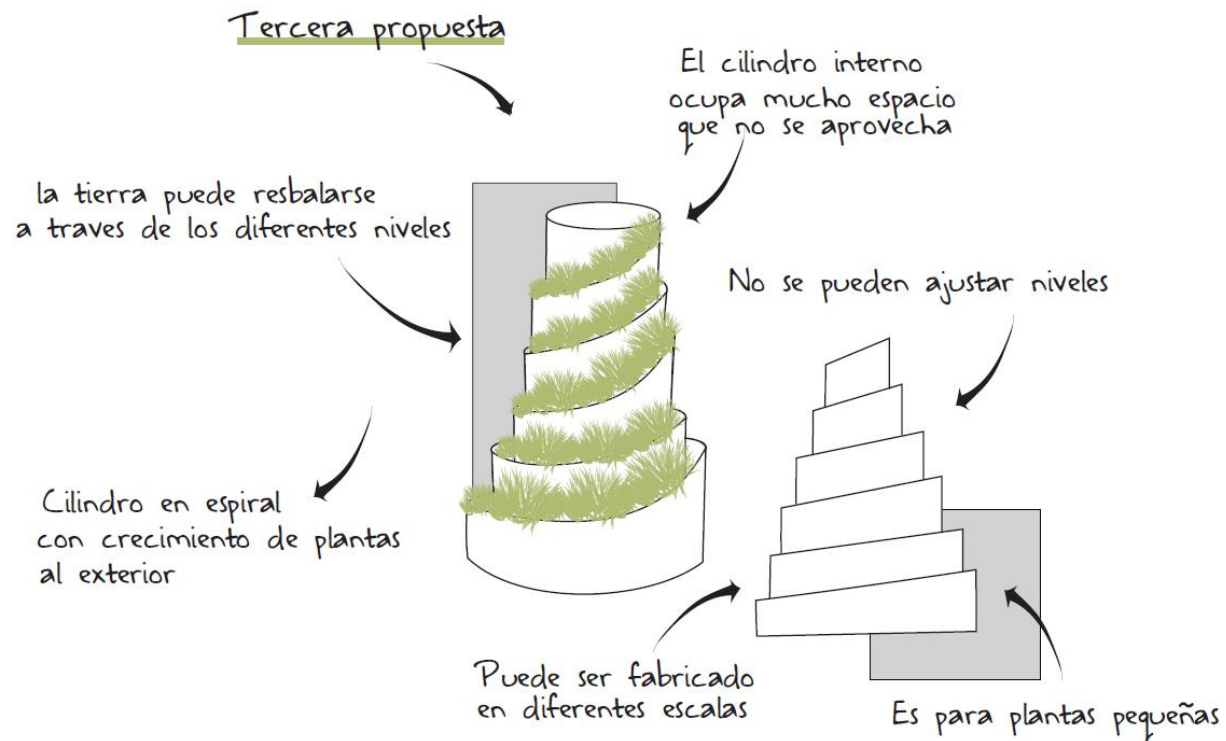 Tercera propuesta
El cilindro interno
ocupa mucho espacio
que no se aprovecha
la tierra puede resbalarse
a traves de los diferentes niveles
No se pueden ajustar niveles
Cilindro en espiral
con crecimiento de plantas
al exterior
Puede ser fabricado
en diferentes escalas
Es para plantas pequeñas